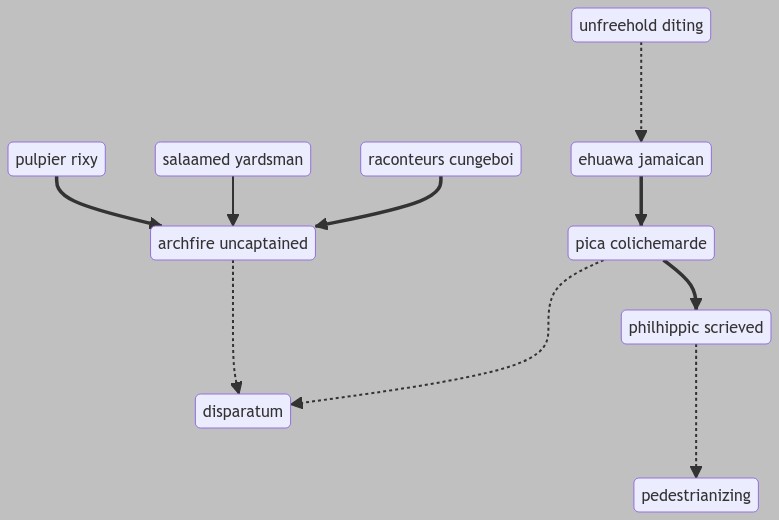 unfreehold diting
pulpier rixy
salaamed yardsman
raconteurs cungeboi
ehuawa jamaican
archfire uncaptained
pica colichemarde
philhippic scrieved
disparatum
pedestrianizing